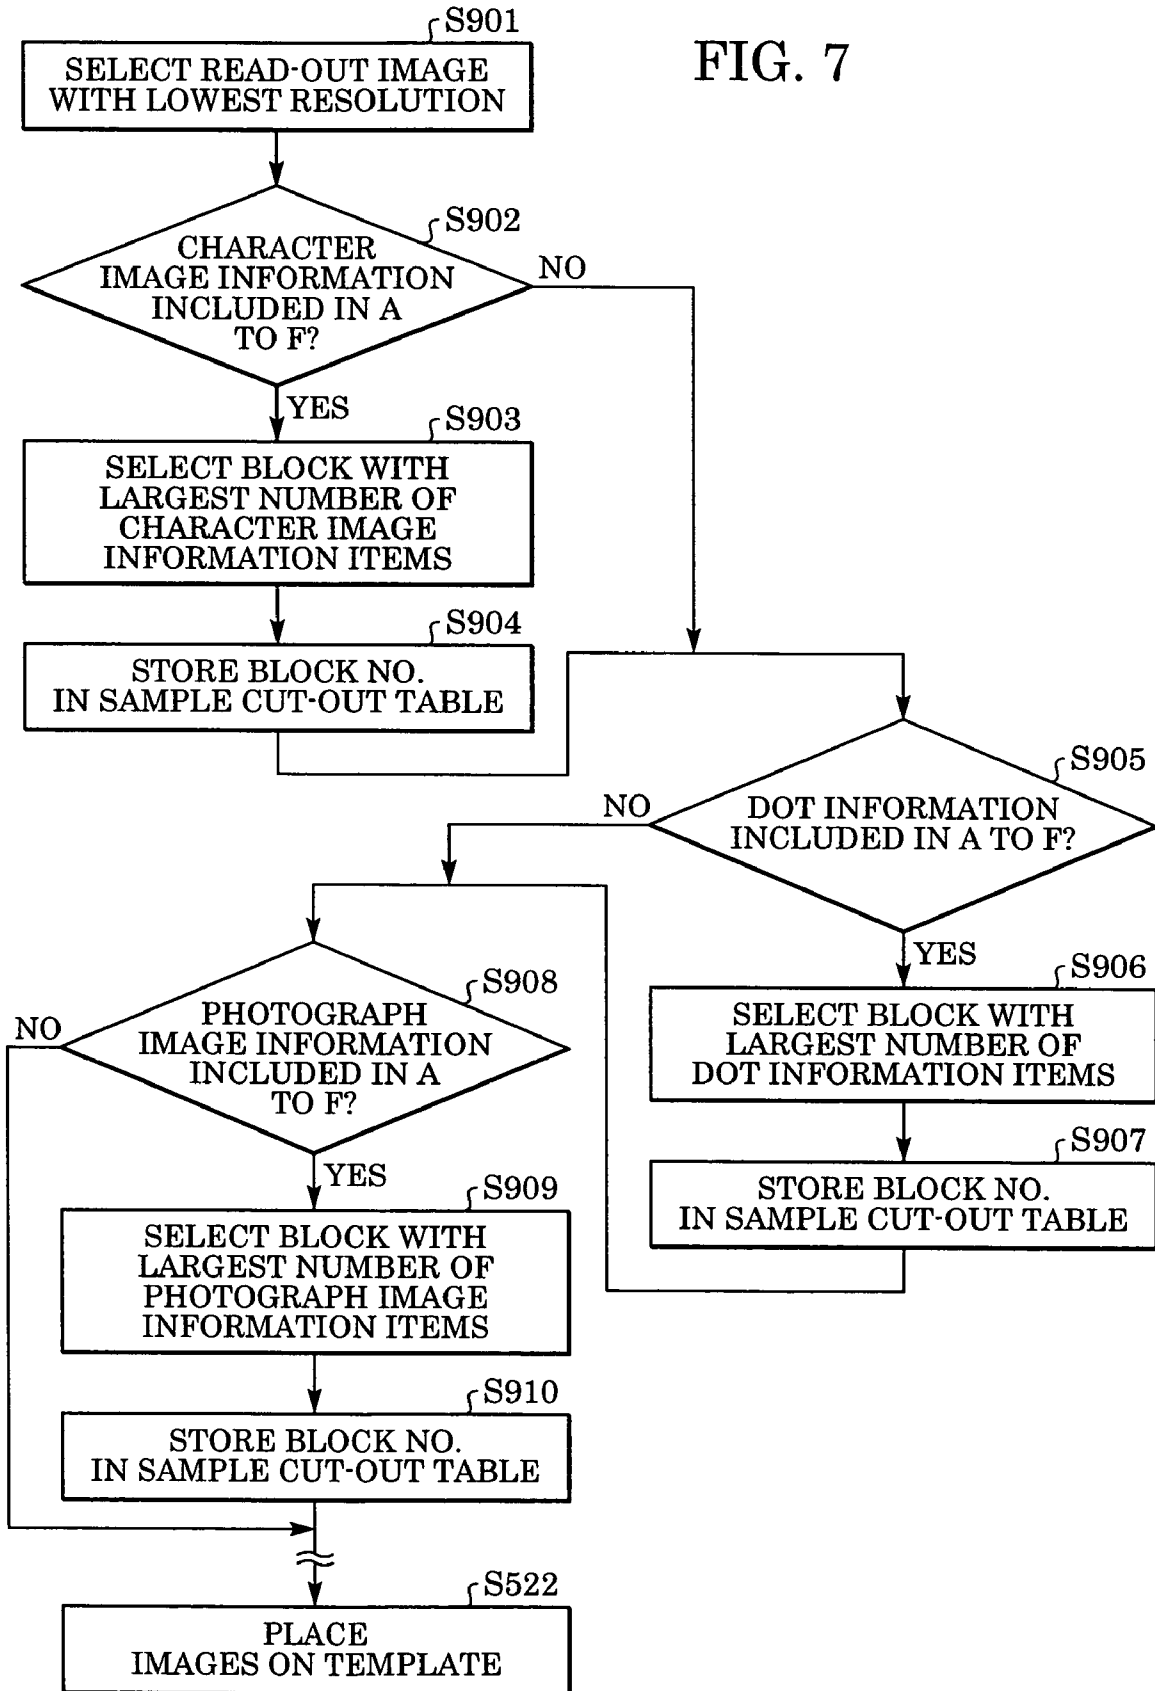 FIG. 7
S901
SELECT READ-OUT IMAGE
WITH LOWEST RESOLUTION
S902
CHARACTER
IMAGE INFORMATION
INCLUDED IN A
TO F?
NO
YES
S903
SELECT BLOCK WITH
LARGEST NUMBER OF
CHARACTER IMAGE
INFORMATION ITEMS
S904
STORE BLOCK NO.
IN SAMPLE CUT-OUT TABLE
S905
DOT INFORMATION
INCLUDED IN A TO F?
NO
YES
S906
SELECT BLOCK WITH
LARGEST NUMBER OF
DOT INFORMATION ITEMS
S907
STORE BLOCK NO.
IN SAMPLE CUT-OUT TABLE
S908
PHOTOGRAPH
IMAGE INFORMATION
INCLUDED IN A
TO F?
NO
YES
S909
SELECT BLOCK WITH
LARGEST NUMBER OF
PHOTOGRAPH IMAGE
INFORMATION ITEMS
S910
STORE BLOCK NO.
IN SAMPLE CUT-OUT TABLE
S522
PLACE
IMAGES ON TEMPLATE